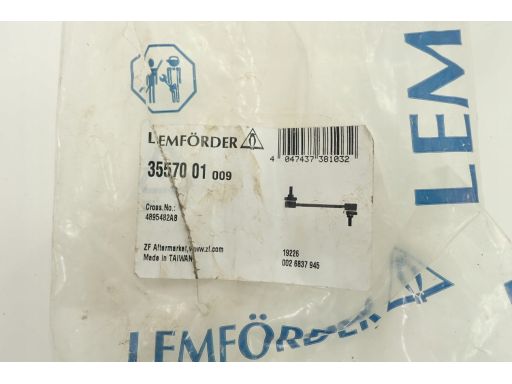 LEMFÖRDER
4 047437 381032
35570 01 009
Cross.No.:
4895482AB
ZF Aftermarket,www.zf.com
Made in TAIWAN
19226
002 6837 945
LEM
LEMFÖRDER